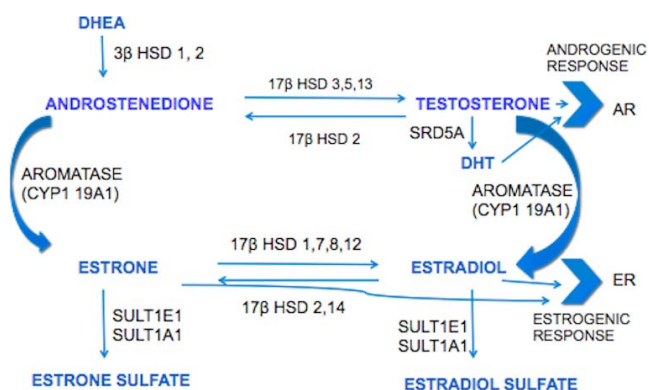 DHEA
3β HSD 1, 2
ANDROGENIC
RESPONSE
ANDROSTENEDIONE
17β HSD 3,5,13
TESTOSTERONE
AR
17β HSD 2
SRD5A
DHT
AROMATASE
(CYP1 19A1)
AROMATASE
(CYP1 19A1)
ESTRONE
17β HSD 1,7,8,12
ESTRADIOL
ER
17β HSD 2,14
ESTROGENIC
RESPONSE
SULT1E1
SULT1A1
SULT1E1
SULT1A1
ESTRONE SULFATE
ESTRADIOL SULFATE